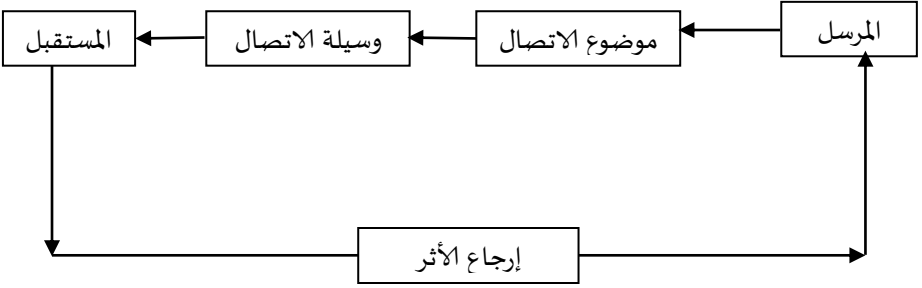 المرسل
موضوع الاتصال
وسيلة الاتصال
المستقبل
إرجاع الأثر